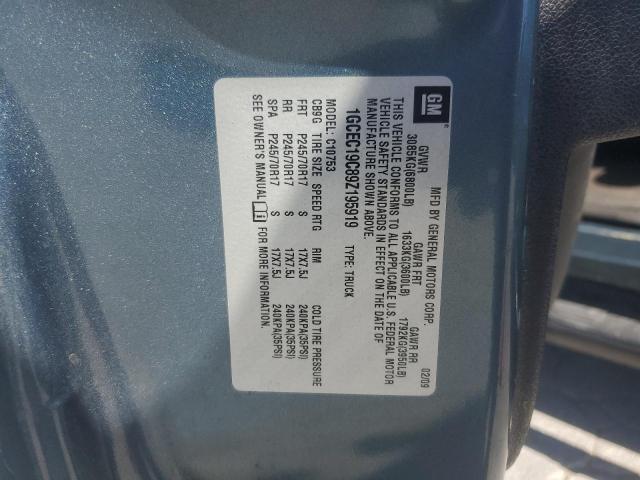 GM®
MFD BY GENERAL MOTORS CORP. 02/09
GVWR GAWR FRT GAWR RR
3085KG(6800LB) 1633KG(3600LB) 1792KG(3950LB)
THIS VEHICLE CONFORMS TO ALL APPLICABLE U.S. FEDERAL MOTOR
VEHICLE SAFETY STANDARDS IN EFFECT ON THE DATE OF
MANUFACTURE SHOWN ABOVE.
1GCEC19C89Z195919 TYPE: TRUCK
MODEL: C10753
CB9G TIRE SIZE SPEED RTG RIM COLD TIRE PRESSURE
FRT P245/70R17 S 17X7.5J 240KPA(35PSI)
RR P245/70R17 S 17X7.5J 240KPA(35PSI)
SPA P245/70R17 S 17X7.5J 240KPA(35PSI)
SEE OWNER'S MANUAL FOR MORE INFORMATION.